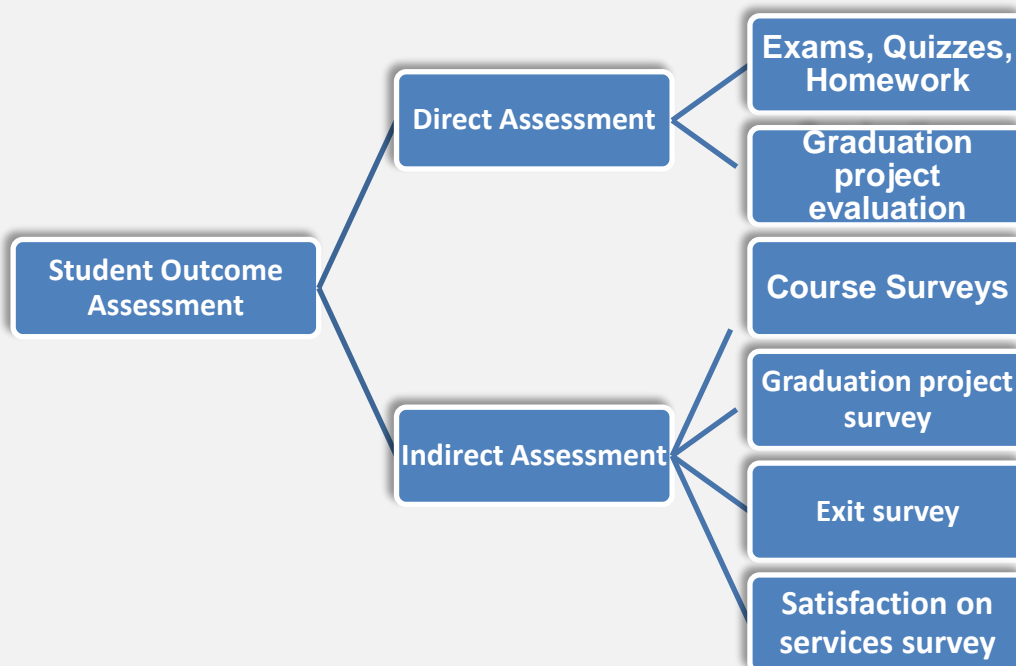 Student Outcome
Assessment
Direct Assessment
Exams, Quizzes,
Homework
Graduation
project
evaluation
Indirect Assessment
Course Surveys
Graduation project
survey
Exit survey
Satisfaction on
services survey